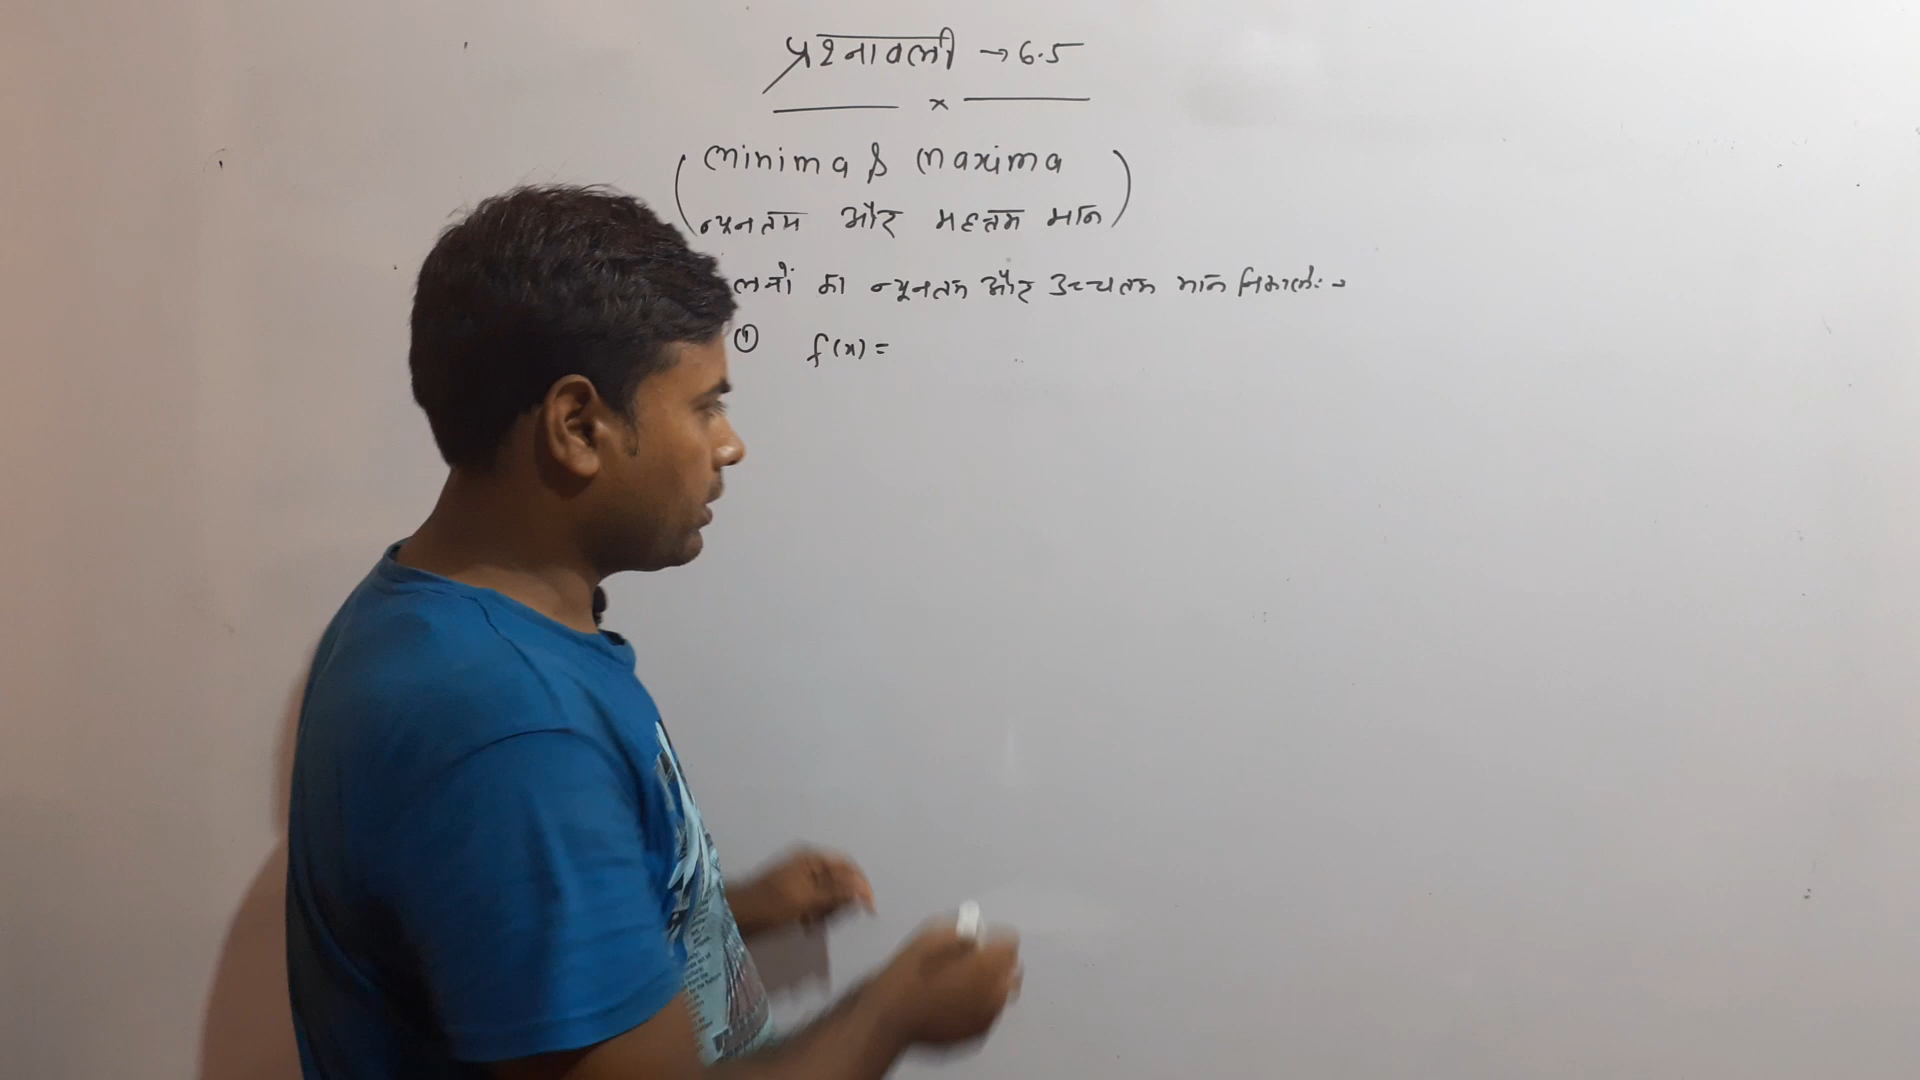 प्रश्नावली → 6.5
x
(Minima & Maxima
न्यूनतम और महत्तम मान)
लनों का न्यूनतम और उच्चतम मान निकालें:→
① f(x) =